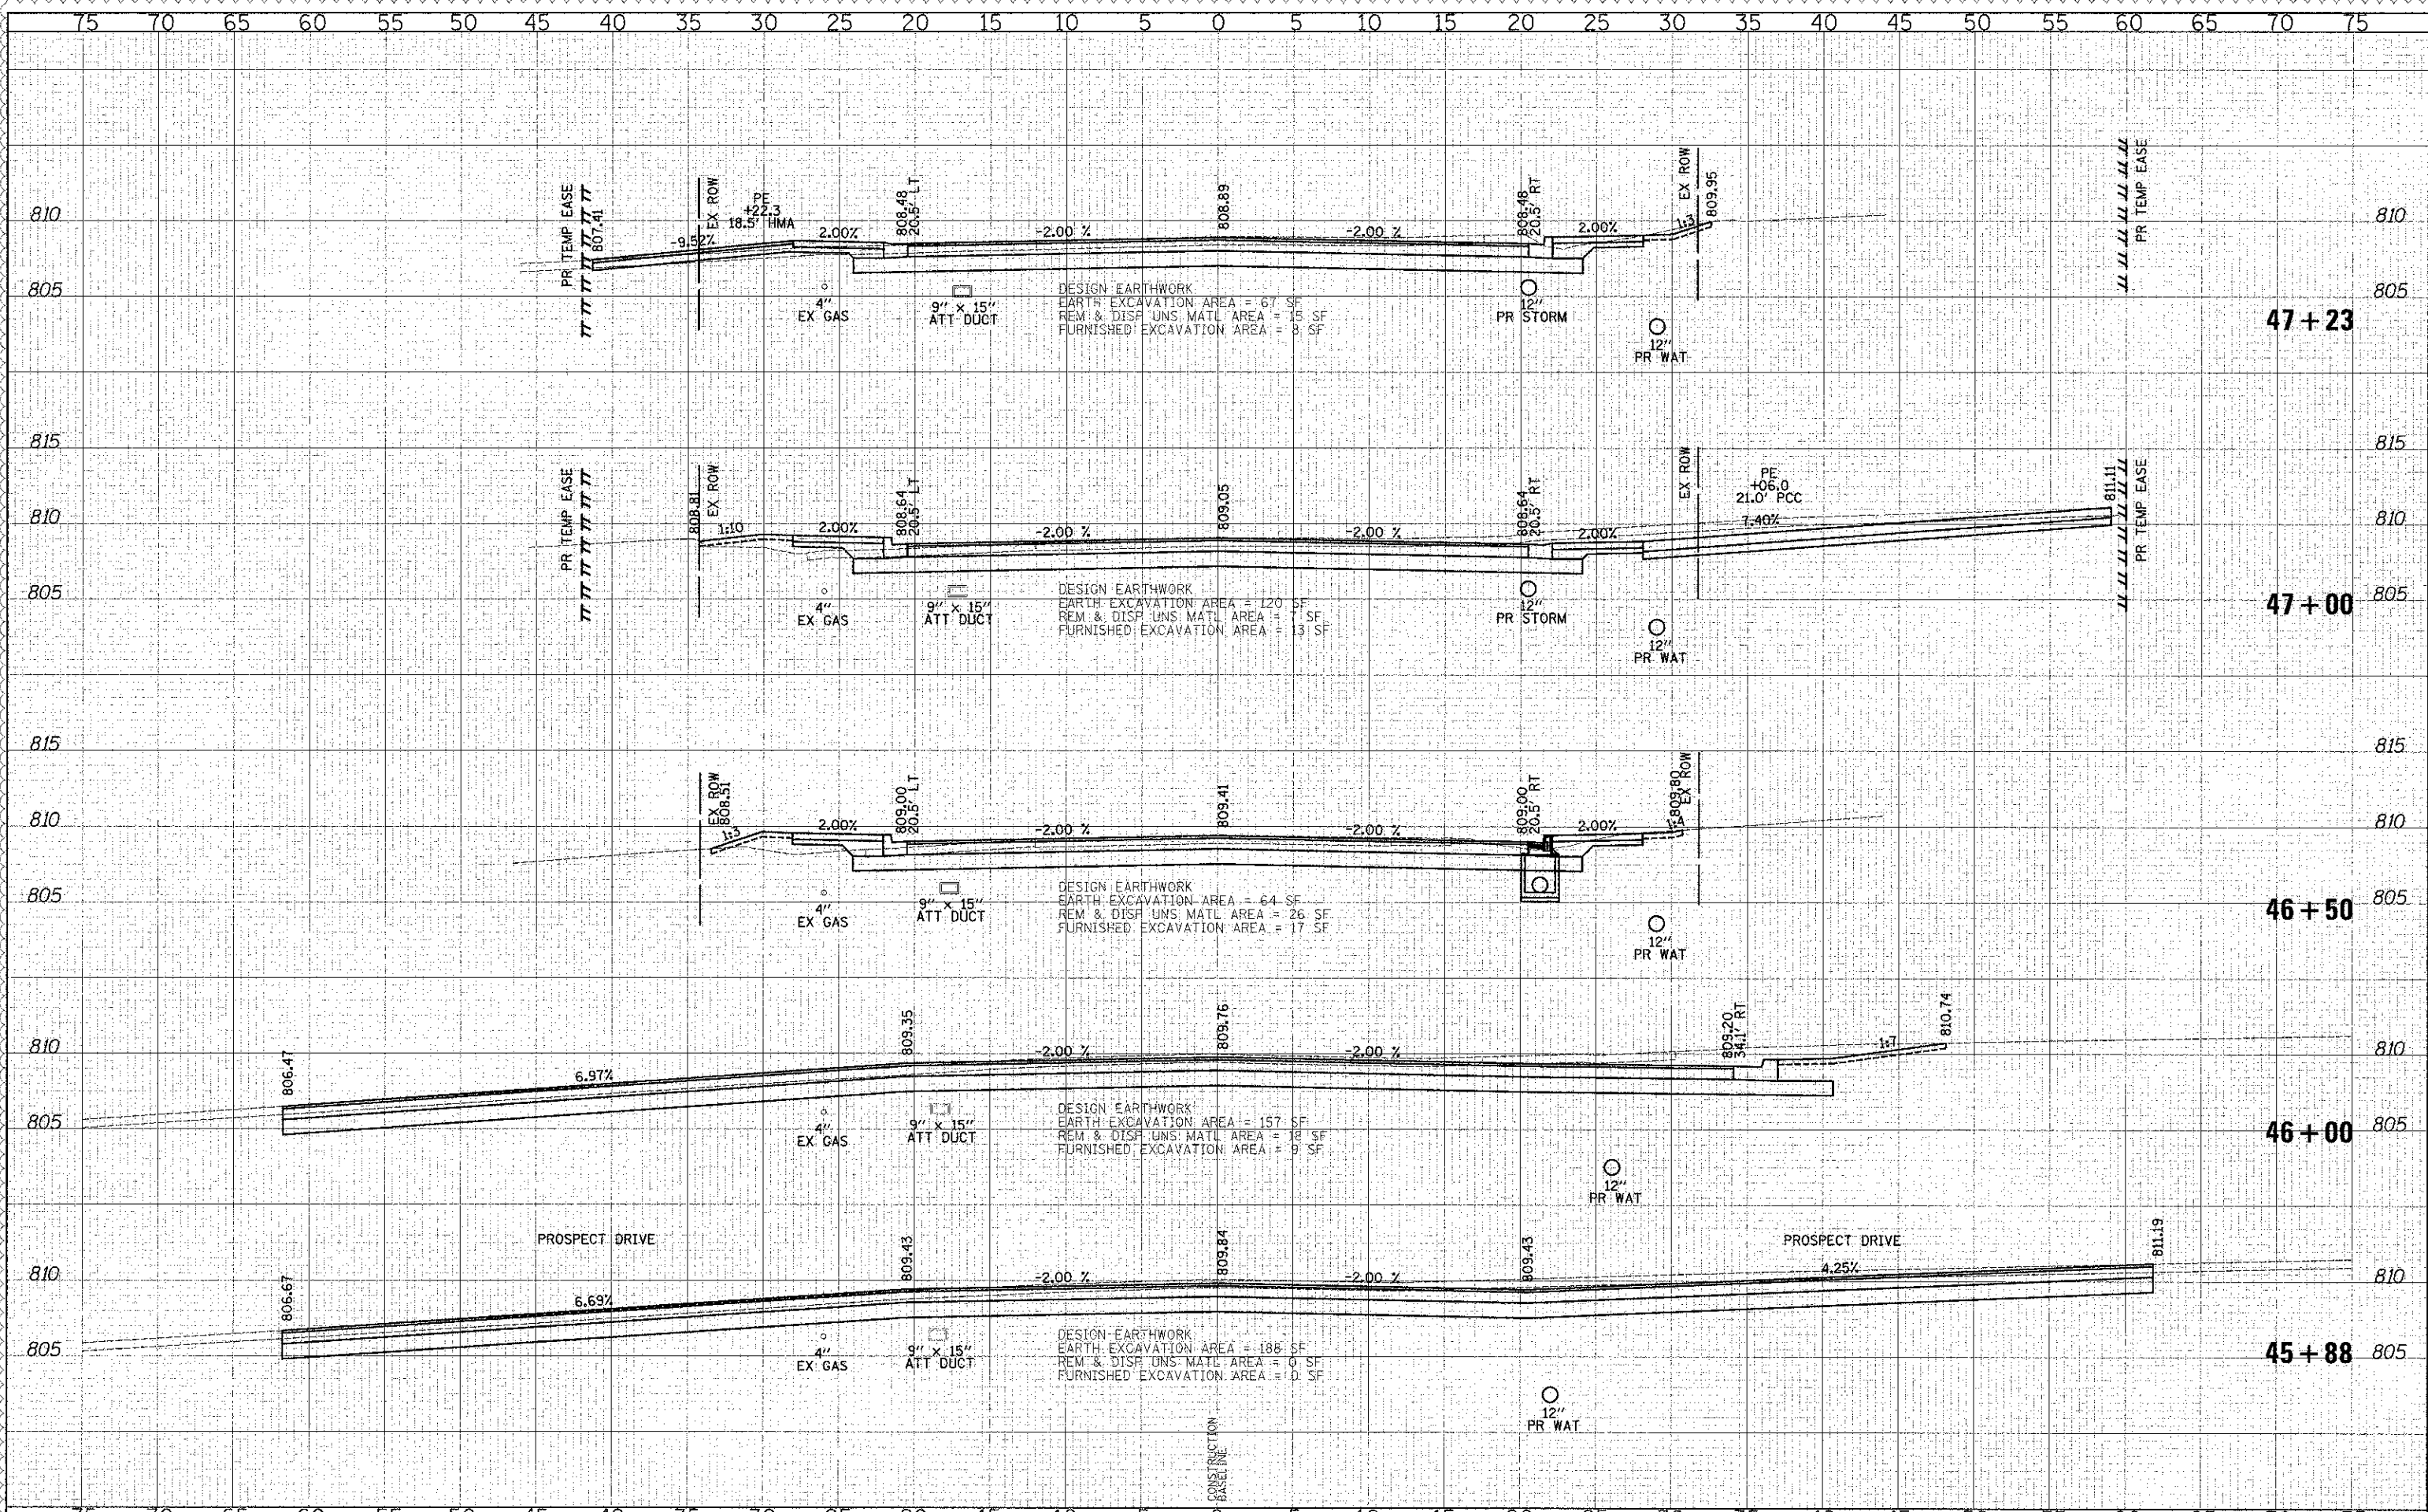 75 70 65 60 55 50 45 40 35 30 25 20 15 10 5 0 5 10 15 20 25 30 35 40 45 50 55 60 65 70 75
PR TEMP EASE
807.41
-9.52%
EX ROW
PE
+22.3
18.5' HMA
2.00%
808.48
20.5' LT
-2.00 %
808.89
-2.00 %
808.48
20.5' RT
2.00%
EX ROW
1:3
809.95
PR TEMP EASE
810
810
805
805
4"
EX GAS
9" x 15"
ATT DUCT
DESIGN EARTHWORK
EARTH EXCAVATION AREA = 67 SF
REM & DISP UNS MATL AREA = 15 SF
FURNISHED EXCAVATION AREA = 8 SF
12"
PR STORM
12"
PR WAT
47+23
815
815
PR TEMP EASE
808.81
EX ROW
1:10
2.00%
808.64
20.5' LT
-2.00 %
809.05
-2.00 %
808.64
20.5' RT
2.00%
EX ROW
PE
+06.0
21.0' PCC
7.40%
811.11
PR TEMP EASE
810
810
805
805
4"
EX GAS
9" x 15"
ATT DUCT
DESIGN EARTHWORK
EARTH EXCAVATION AREA = 120 SF
REM & DISP UNS MATL AREA = 7 SF
FURNISHED EXCAVATION AREA = 13 SF
12"
PR STORM
12"
PR WAT
47+00
815
815
EX ROW
808.51
1:3
2.00%
809.00
20.5' LT
-2.00 %
809.41
-2.00 %
809.00
20.5' RT
2.00%
1:4
809.80
EX ROW
810
810
805
805
4"
EX GAS
9" x 15"
ATT DUCT
DESIGN EARTHWORK
EARTH EXCAVATION AREA = 64 SF
REM & DISP UNS MATL AREA = 26 SF
FURNISHED EXCAVATION AREA = 17 SF
12"
PR WAT
46+50
806.47
6.97%
809.35
-2.00 %
809.76
-2.00 %
809.20
34.1' RT
1:7
810.74
810
810
805
805
4"
EX GAS
9" x 15"
ATT DUCT
DESIGN EARTHWORK
EARTH EXCAVATION AREA = 157 SF
REM & DISP UNS MATL AREA = 18 SF
FURNISHED EXCAVATION AREA = 9 SF
12"
PR WAT
46+00
PROSPECT DRIVE
PROSPECT DRIVE
806.67
6.69%
809.43
-2.00 %
809.84
-2.00 %
809.43
4.25%
811.19
810
810
805
805
4"
EX GAS
9" x 15"
ATT DUCT
DESIGN EARTHWORK
EARTH EXCAVATION AREA = 188 SF
REM & DISP UNS MATL AREA = 0 SF
FURNISHED EXCAVATION AREA = 0 SF
12"
PR WAT
45+88
CONSTRUCTION
BASELINE